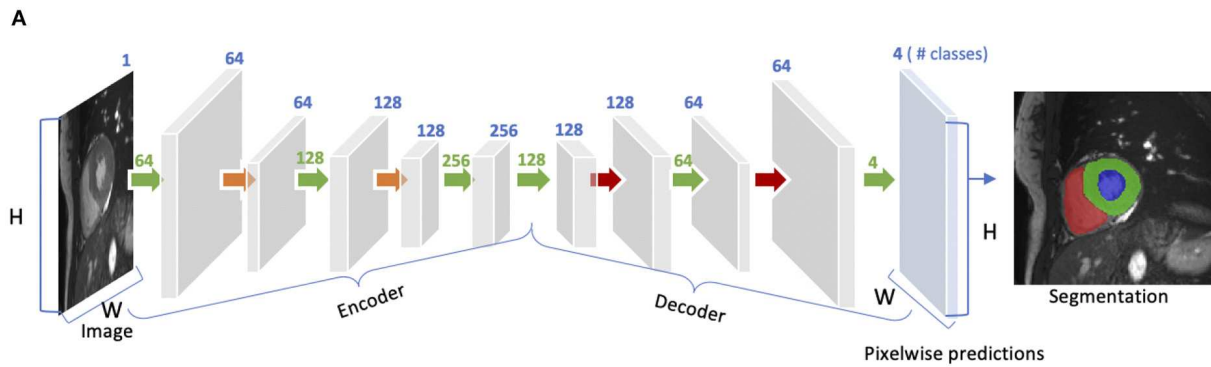 A
1
64
64
128
128
256
128
128
64
64
4 ( # classes)
64
128
256
128
64
4
H
W
Image
Encoder
Decoder
W
H
Segmentation
Pixelwise predictions